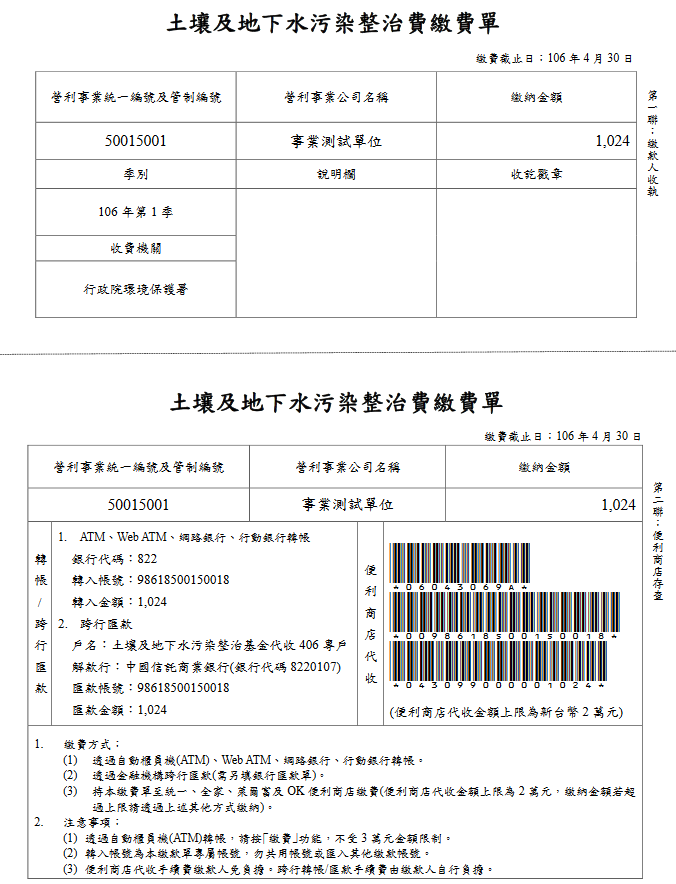 土壤及地下水污染整治費繳費單
繳費截止日：106 年 4 月 30 日
營利事業統一編號及管制編號 營利事業公司名稱 繳納金額
50015001 事業測試單位 1,024
季別 說明欄 收訖戳章
106 年第 1 季
收費機關
行政院環境保護署
第一聯：繳款人收執
土壤及地下水污染整治費繳費單
繳費截止日：106 年 4 月 30 日
營利事業統一編號及管制編號 營利事業公司名稱 繳納金額
50015001 事業測試單位 1,024
第二聯：便利商店存查
轉帳/跨行匯款
1. ATM、Web ATM、網路銀行、行動銀行轉帳
銀行代碼：822
轉入帳號：98618500150018
轉入金額：1,024
2. 跨行匯款
戶名：土壤及地下水污染整治基金代收 406 專戶
解款行：中國信託商業銀行(銀行代碼 8220107)
匯款帳號：98618500150018
匯款金額：1,024
便利商店代收
*06043069A*
*0098618500150018*
*043099000001024*
(便利商店代收金額上限為新台幣 2 萬元)
1. 繳費方式：
(1) 透過自動櫃員機(ATM)、Web ATM、網路銀行、行動銀行轉帳。
(2) 透過金融機構跨行匯款(需另填銀行匯款單)。
(3) 持本繳費單至統一、全家、萊爾富及 OK 便利商店繳費(便利商店代收金額上限為 2 萬元，繳納金額若超
過上限請透過上述其他方式繳納)。
2. 注意事項：
(1) 透過自動櫃員機(ATM)轉帳，請按「繳費」功能，不受 3 萬元金額限制。
(2) 轉入帳號為本繳款單專屬帳號，勿共用帳號或匯入其他繳款帳號。
(3) 便利商店代收手續費繳款人免負擔。跨行轉帳/匯款手續費由繳款人自行負擔。